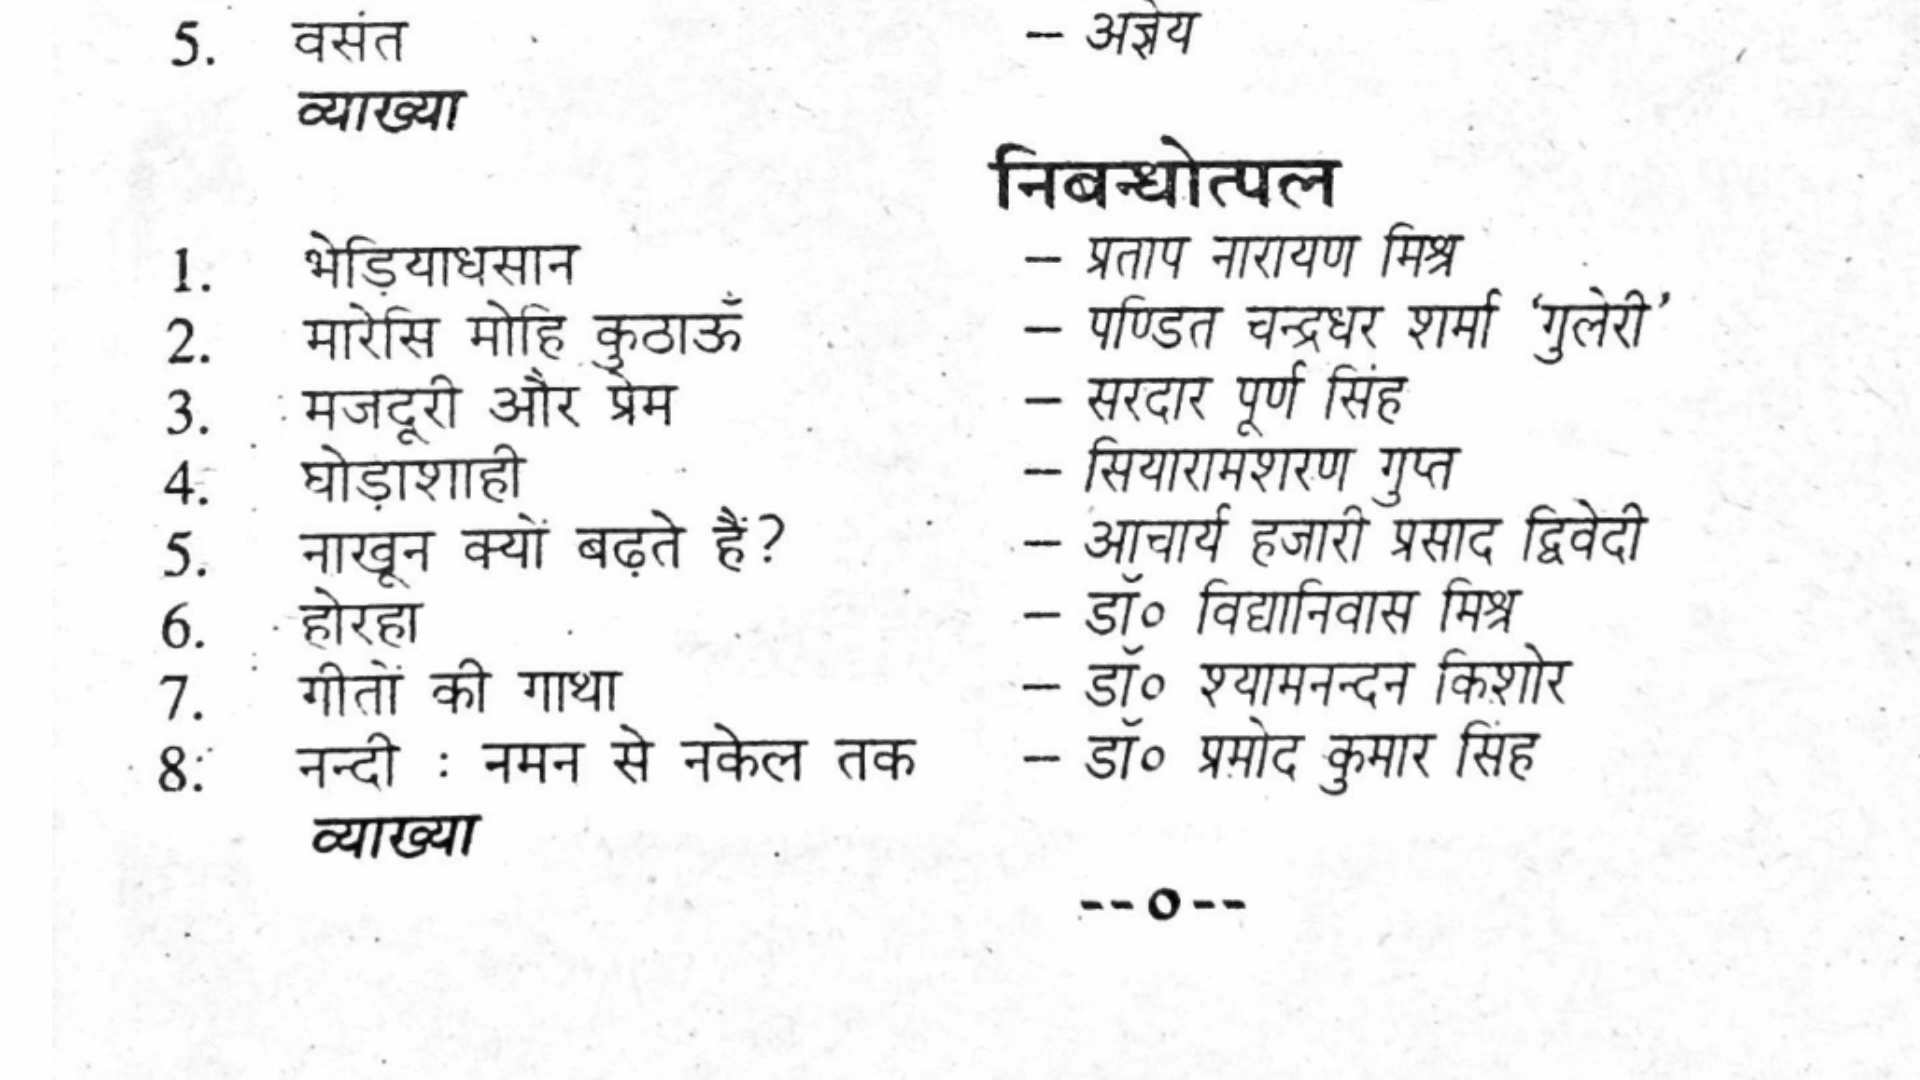 5. वसंत – अज्ञेय
व्याख्या
निबन्धोत्पल
1. भेड़ियाधसान – प्रताप नारायण मिश्र
2. मारेसि मोहि कुठाऊँ – पण्डित चन्द्रधर शर्मा ‘गुलेरी’
3. मजदूरी और प्रेम – सरदार पूर्ण सिंह
4. घोड़ाशाही – सियारामशरण गुप्त
5. नाखून क्यों बढ़ते हैं? – आचार्य हजारी प्रसाद द्विवेदी
6. होरहा – डॉ० विद्यानिवास मिश्र
7. गीतों की गाथा – डॉ० श्यामनन्दन किशोर
8. नन्दी : नमन से नकेल तक – डॉ० प्रमोद कुमार सिंह
व्याख्या
--o--